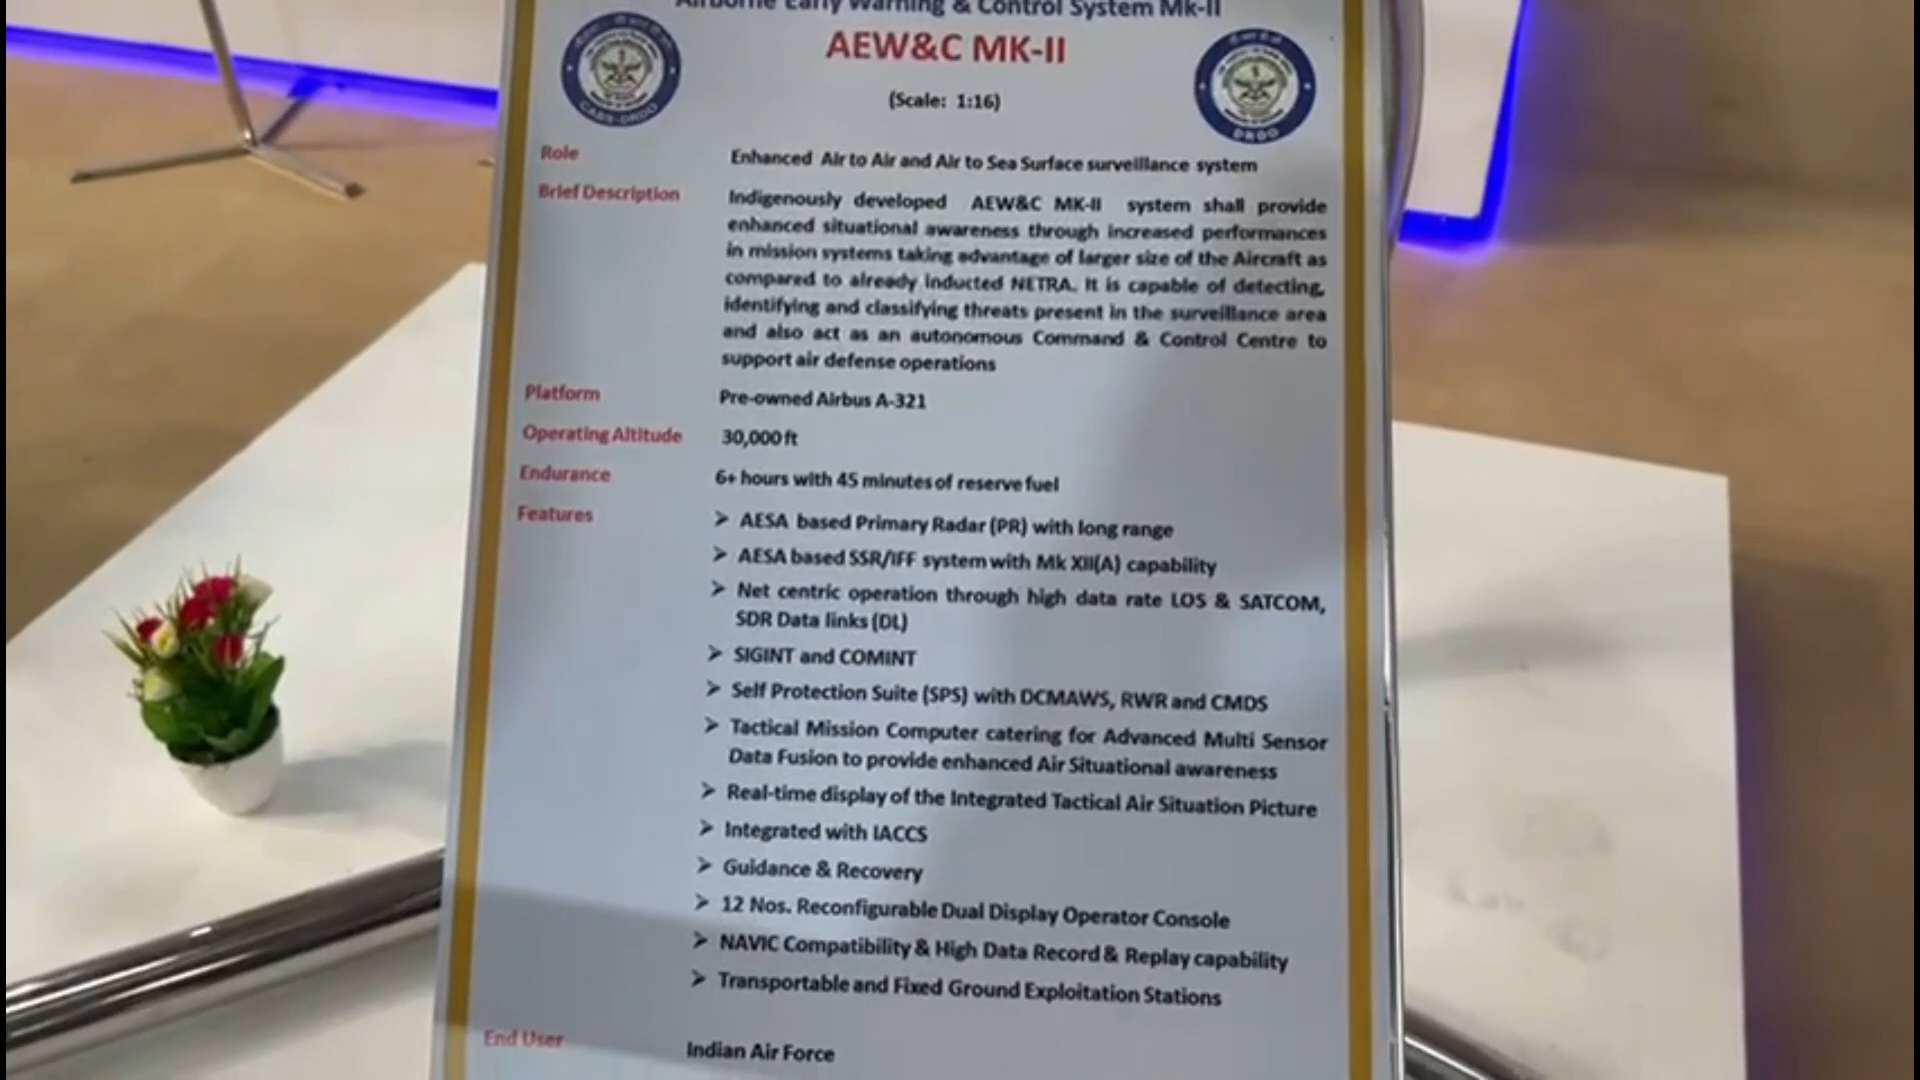 Airborne Early Warning & Control System Mk-II
AEW&C MK-II
(Scale: 1:16)
CABS-DRDO
DRDO
Role
Enhanced Air to Air and Air to Sea Surface surveillance system
Brief Description
Indigenously developed AEW&C MK-II system shall provide
enhanced situational awareness through increased performances
in mission systems taking advantage of larger size of the Aircraft as
compared to already inducted NETRA. It is capable of detecting,
identifying and classifying threats present in the surveillance area
and also act as an autonomous Command & Control Centre to
support air defense operations
Platform
Pre-owned Airbus A-321
Operating Altitude
30,000 ft
Endurance
6+ hours with 45 minutes of reserve fuel
Features
➢ AESA based Primary Radar (PR) with long range
➢ AESA based SSR/IFF system with Mk XII(A) capability
➢ Net centric operation through high data rate LOS & SATCOM,
SDR Data links (DL)
➢ SIGINT and COMINT
➢ Self Protection Suite (SPS) with DCMAWS, RWR and CMDS
➢ Tactical Mission Computer catering for Advanced Multi Sensor
Data Fusion to provide enhanced Air Situational awareness
➢ Real-time display of the Integrated Tactical Air Situation Picture
➢ Integrated with IACCS
➢ Guidance & Recovery
➢ 12 Nos. Reconfigurable Dual Display Operator Console
➢ NAVIC Compatibility & High Data Record & Replay capability
➢ Transportable and Fixed Ground Exploitation Stations
End User
Indian Air Force